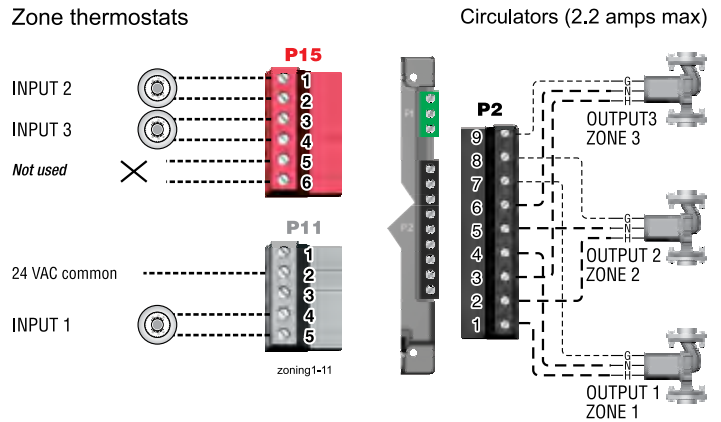 Zone thermostats
Circulators (2.2 amps max)
P15
INPUT 2
1
2
INPUT 3
3
4
Not used
5
6
P11
1
24 VAC common
2
3
INPUT 1
4
5
zoning1-11
P1
P2
P2
9
8
7
6
5
4
3
2
1
G
N
H
OUTPUT3
ZONE 3
G
N
H
OUTPUT 2
ZONE 2
G
N
H
OUTPUT 1
ZONE 1